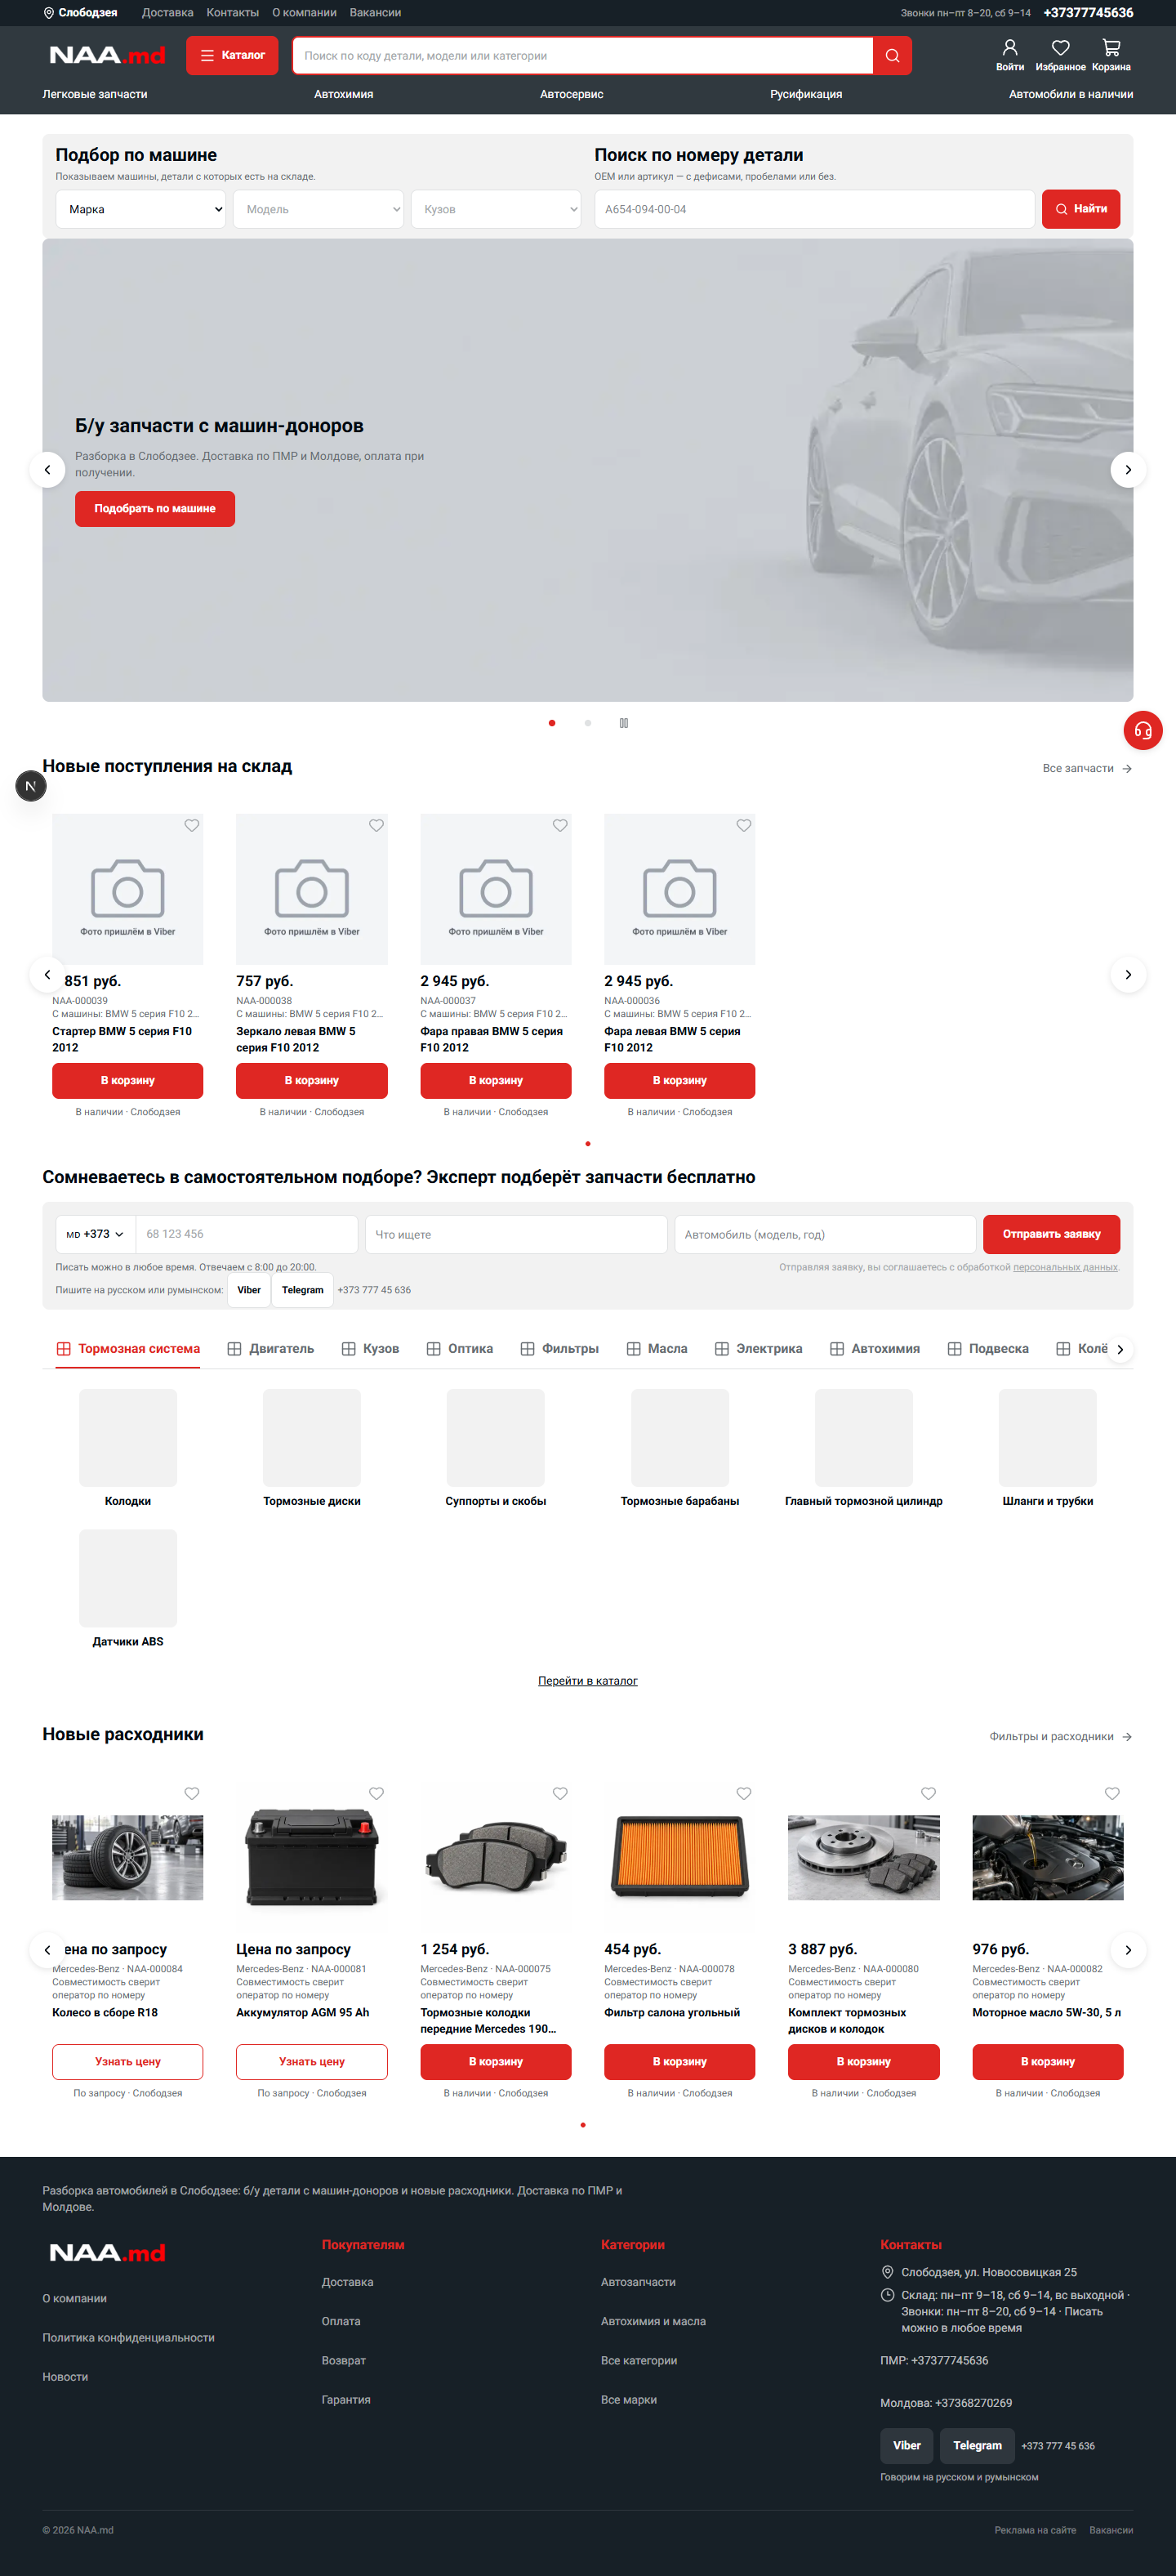 Слободзея
Доставка Контакты О компании Вакансии
Звонки пн–пт 8–20, сб 9–14 +37377745636
NAA.md
Каталог
Поиск по коду детали, модели или категории
Войти Избранное Корзина
Легковые запчасти Автохимия Автосервис Русификация Автомобили в наличии
Подбор по машине
Показываем машины, детали с которых есть на складе.
Марка Модель Кузов
Поиск по номеру детали
OEM или артикул — с дефисами, пробелами или без.
A654-094-00-04 Найти
Б/у запчасти с машин-доноров
Разборка в Слободзее. Доставка по ПМР и Молдове, оплата при
получении.
Подобрать по машине
Новые поступления на склад
Все запчасти
N
Фото пришлём в Viber Фото пришлём в Viber Фото пришлём в Viber Фото пришлём в Viber
851 руб. 757 руб. 2 945 руб. 2 945 руб.
NAA-000039 NAA-000038 NAA-000037 NAA-000036
С машины: BMW 5 серия F10 2… С машины: BMW 5 серия F10 2… С машины: BMW 5 серия F10 2… С машины: BMW 5 серия F10 2…
Стартер BMW 5 серия F10 Зеркало левая BMW 5 Фара правая BMW 5 серия Фара левая BMW 5 серия
2012 серия F10 2012 F10 2012 F10 2012
В корзину В корзину В корзину В корзину
В наличии · Слободзея В наличии · Слободзея В наличии · Слободзея В наличии · Слободзея
Сомневаетесь в самостоятельном подборе? Эксперт подберёт запчасти бесплатно
MD +373 68 123 456 Что ищете Автомобиль (модель, год) Отправить заявку
Писать можно в любое время. Отвечаем с 8:00 до 20:00.
Отправляя заявку, вы соглашаетесь с обработкой персональных данных.
Пишите на русском или румынском: Viber Telegram +373 777 45 636
Тормозная система Двигатель Кузов Оптика Фильтры Масла Электрика Автохимия Подвеска Колё
Колодки Тормозные диски Суппорты и скобы Тормозные барабаны Главный тормозной цилиндр Шланги и трубки
Датчики ABS
Перейти в каталог
Новые расходники
Фильтры и расходники
ена по запросу Цена по запросу 1 254 руб. 454 руб. 3 887 руб. 976 руб.
Mercedes-Benz · NAA-000084 Mercedes-Benz · NAA-000081 Mercedes-Benz · NAA-000075 Mercedes-Benz · NAA-000078 Mercedes-Benz · NAA-000080 Mercedes-Benz · NAA-000082
Совместимость сверит Совместимость сверит Совместимость сверит Совместимость сверит Совместимость сверит Совместимость сверит
оператор по номеру оператор по номеру оператор по номеру оператор по номеру оператор по номеру оператор по номеру
Колесо в сборе R18 Аккумулятор AGM 95 Ah Тормозные колодки Фильтр салона угольный Комплект тормозных Моторное масло 5W-30, 5 л
передние Mercedes 190… дисков и колодок
Узнать цену Узнать цену В корзину В корзину В корзину В корзину
По запросу · Слободзея По запросу · Слободзея В наличии · Слободзея В наличии · Слободзея В наличии · Слободзея В наличии · Слободзея
Разборка автомобилей в Слободзее: б/у детали с машин-доноров и новые расходники. Доставка по ПМР и
Молдове.
NAA.md
О компании
Политика конфиденциальности
Новости
Покупателям
Доставка
Оплата
Возврат
Гарантия
Категории
Автозапчасти
Автохимия и масла
Все категории
Все марки
Контакты
Слободзея, ул. Новосовицкая 25
Склад: пн–пт 9–18, сб 9–14, вс выходной ·
Звонки: пн–пт 8–20, сб 9–14 · Писать
можно в любое время
ПМР: +37377745636
Молдова: +37368270269
Viber Telegram +373 777 45 636
Говорим на русском и румынском
© 2026 NAA.md
Реклама на сайте Вакансии